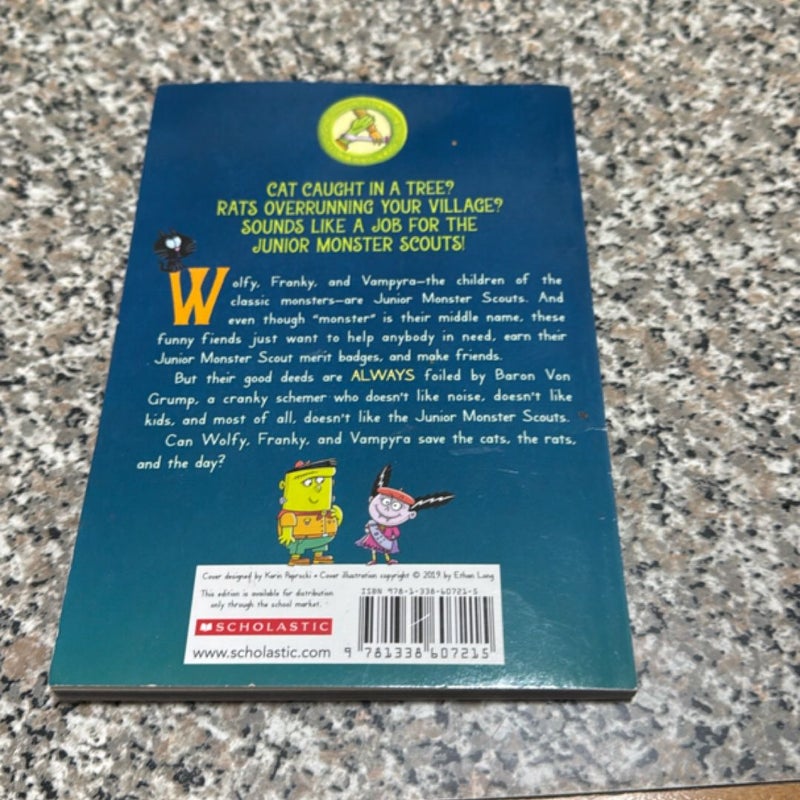 CAT CAUGHT IN A TREE?
RATS OVERRUNNING YOUR VILLAGE?
SOUNDS LIKE A JOB FOR THE
JUNIOR MONSTER SCOUTS!
Wolfy, Franky, and Vampyra—the children of the
classic monsters—are Junior Monster Scouts. And
even though "monster" is their middle name, these
funny fiends just want to help anybody in need, earn their
Junior Monster Scout merit badges, and make friends.
But their good deeds are ALWAYS foiled by Baron Von
Grump, a cranky schemer who doesn't like noise, doesn't like
kids, and most of all, doesn't like the Junior Monster Scouts.
Can Wolfy, Franky, and Vampyra save the cats, the rats,
and the day?
Cover designed by Karin Paprocki • Cover illustration copyright © 2019 by Ethan Long
This edition is available for distribution
only through the school market.
SCHOLASTIC
www.scholastic.com
ISBN 978-1-338-60721-5
9 781338 607215